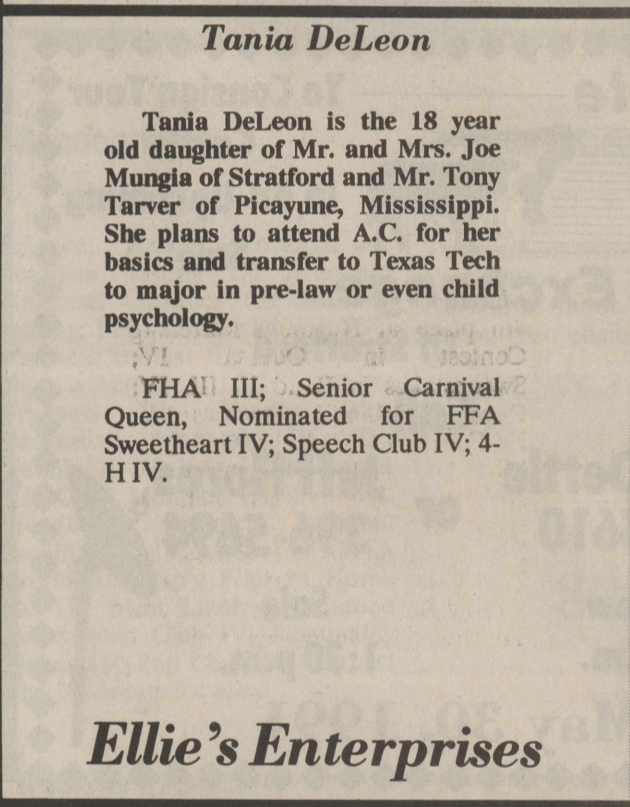 Tania DeLeon
Tania DeLeon is the 18 year
old daughter of Mr. and Mrs. Joe
Mungia of Stratford and Mr. Tony
Tarver of Picayune, Mississippi.
She plans to attend A.C. for her
basics and transfer to Texas Tech
to major in pre-law or even child
psychology.
FHA III; Senior Carnival
Queen, Nominated for FFA
Sweetheart IV; Speech Club IV; 4-
H IV.
Ellie's Enterprises